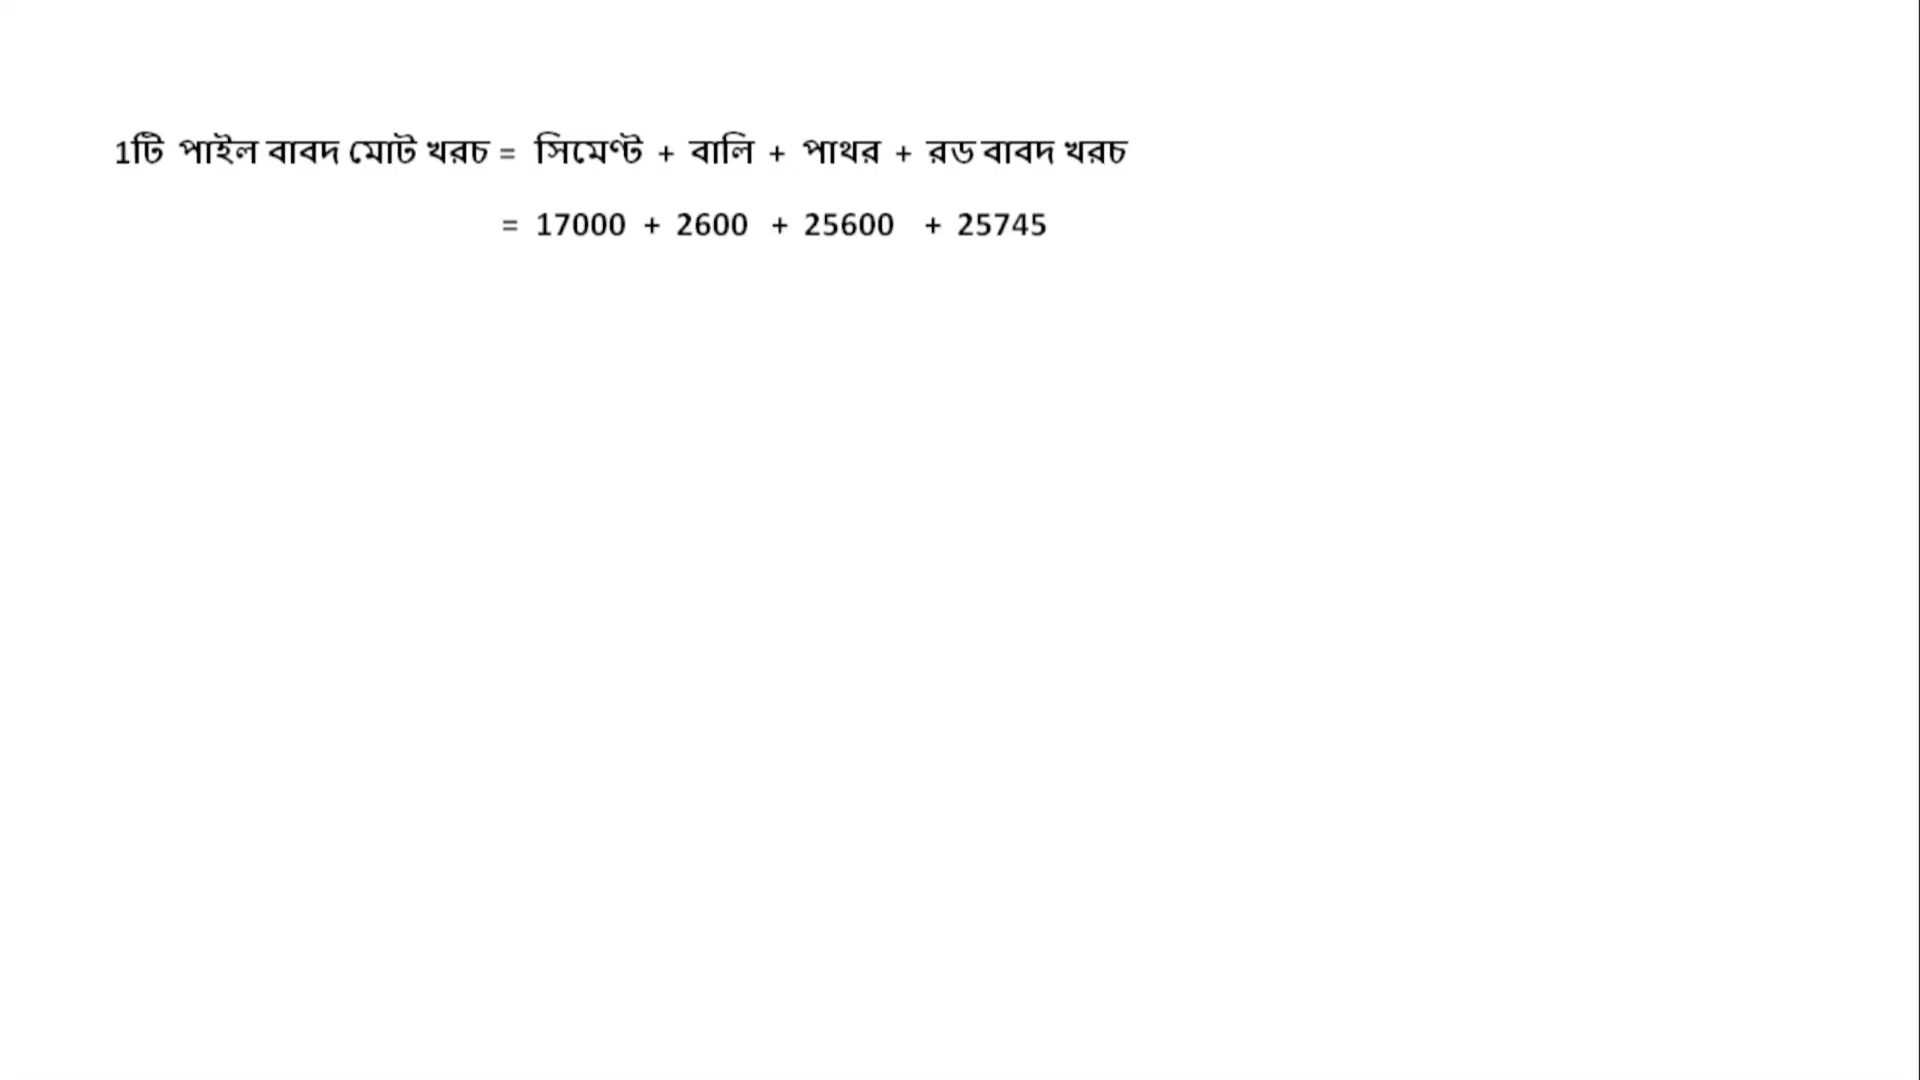 1টি পাইল বাবদ মোট খরচ = সিমেণ্ট + বালি + পাথর + রড বাবদ খরচ
= 17000 + 2600 + 25600 + 25745